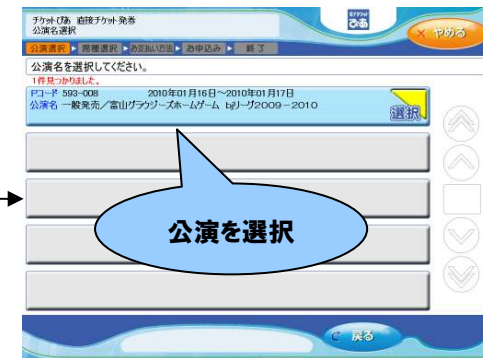 チケットぴあ 直接チケット発券
公演名選択
ぴあ
× やめる
公演選択 ▶ 席種選択 ▶ お支払い方法 ▶ お申込み ▶ 終了
公演名を選択してください。
1件見つかりました。
Pコード 593-008 2010年01月16日~2010年01月17日
公演名 一般発売/富山グラウジーズホームゲーム bjリーグ2009-2010
選択
公演を選択
戻る